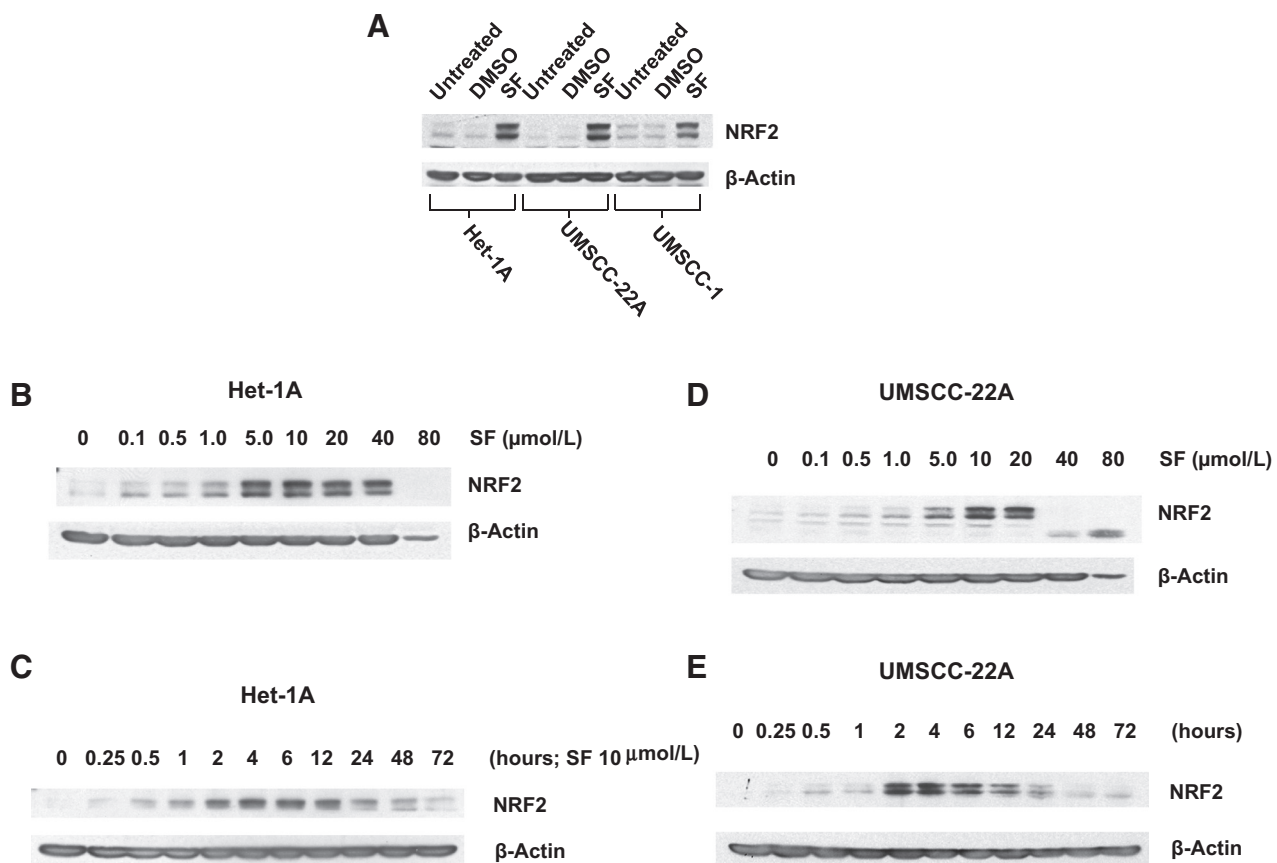 A
Untreated DMSO SF Untreated DMSO SF Untreated DMSO SF
NRF2
β-Actin
Het-1A UMSCC-22A UMSCC-1
B
Het-1A
0 0.1 0.5 1.0 5.0 10 20 40 80 SF (µmol/L)
NRF2
β-Actin
D
UMSCC-22A
0 0.1 0.5 1.0 5.0 10 20 40 80 SF (µmol/L)
NRF2
β-Actin
C
Het-1A
0 0.25 0.5 1 2 4 6 12 24 48 72 (hours; SF 10 µmol/L)
NRF2
β-Actin
E
UMSCC-22A
0 0.25 0.5 1 2 4 6 12 24 48 72 (hours)
NRF2
β-Actin